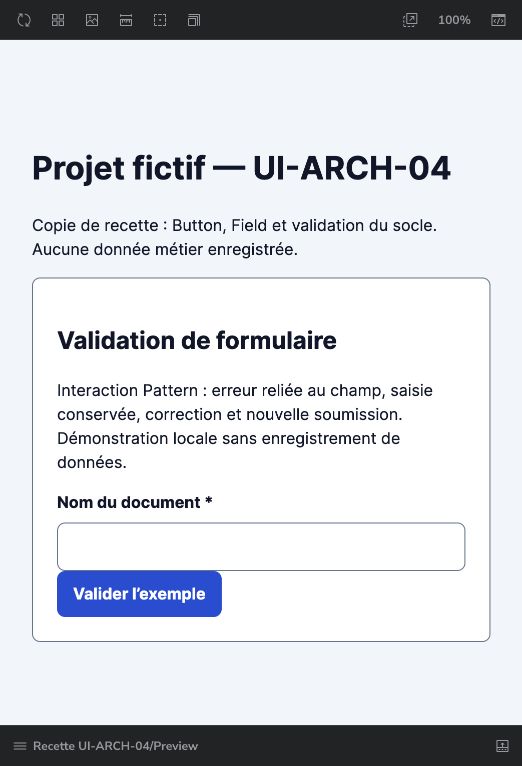 100%
Projet fictif — UI-ARCH-04
Copie de recette : Button, Field et validation du socle.
Aucune donnée métier enregistrée.
Validation de formulaire
Interaction Pattern : erreur reliée au champ, saisie
conservée, correction et nouvelle soumission.
Démonstration locale sans enregistrement de
données.
Nom du document *
Valider l’exemple
Recette UI-ARCH-04/Preview